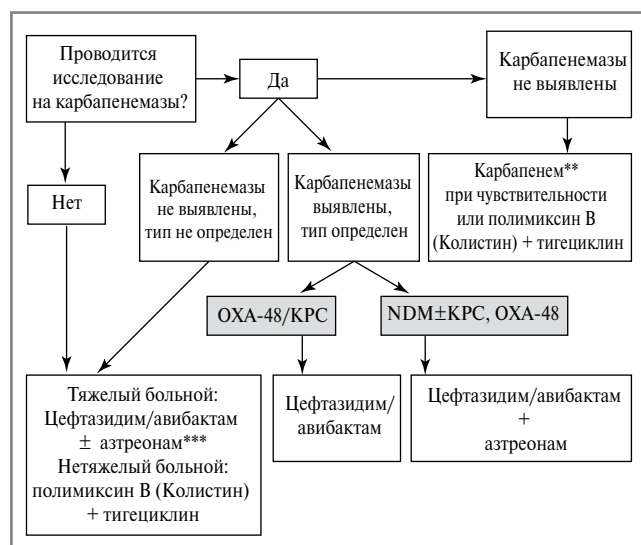 Проводится
исследование
на карбапенемазы?
Да
Карбапенемазы
не выявлены
Нет
Карбапенемазы
не выявлены,
тип не определен
Карбапенемазы
выявлены,
тип определен
Карбапенем**
при чувствительности
или полимиксин В
(Колистин) + тигециклин
OXA-48/KPC
NDM±KPC, OXA-48
Тяжелый больной:
Цефтазидим/авибактам
± азтреонам***
Нетяжелый больной:
полимиксин В (Колистин)
+ тигециклин
Цефтазидим/
авибактам
Цефтазидим/авибактам
+
азтреонам